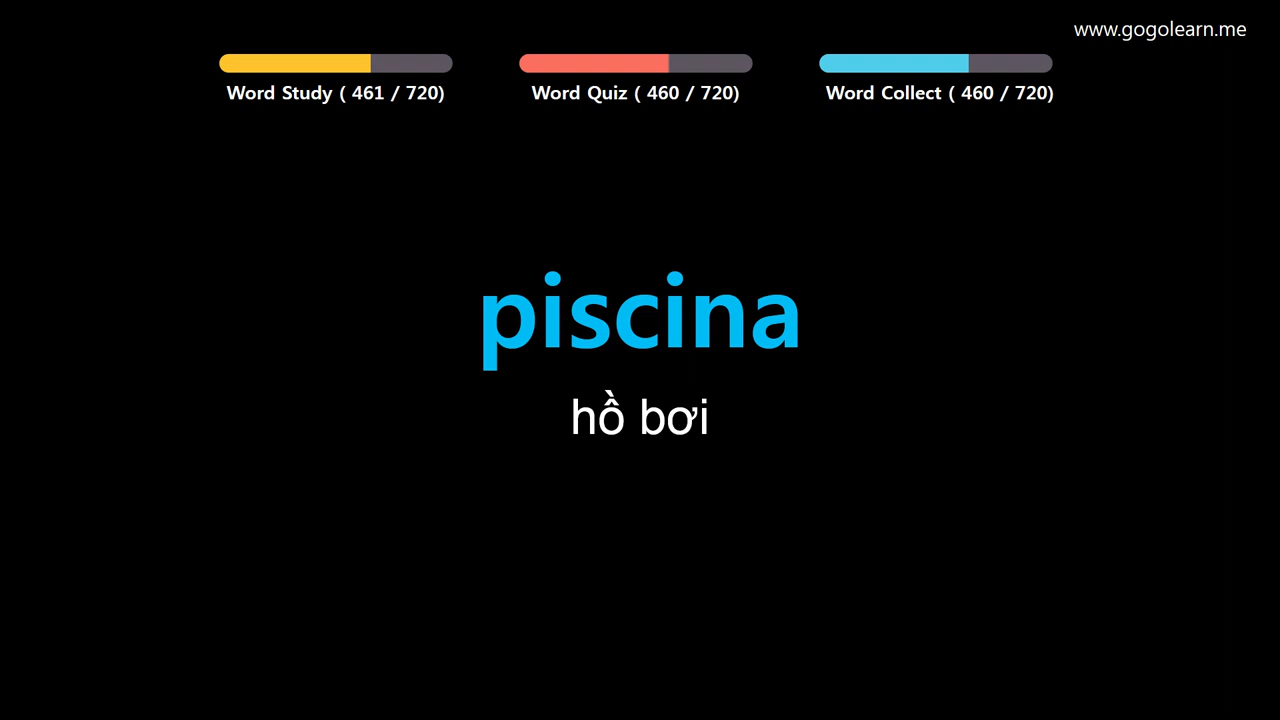 www.gogolearn.me
Word Study ( 461 / 720)
Word Quiz ( 460 / 720)
Word Collect ( 460 / 720)
piscina
hồ bơi